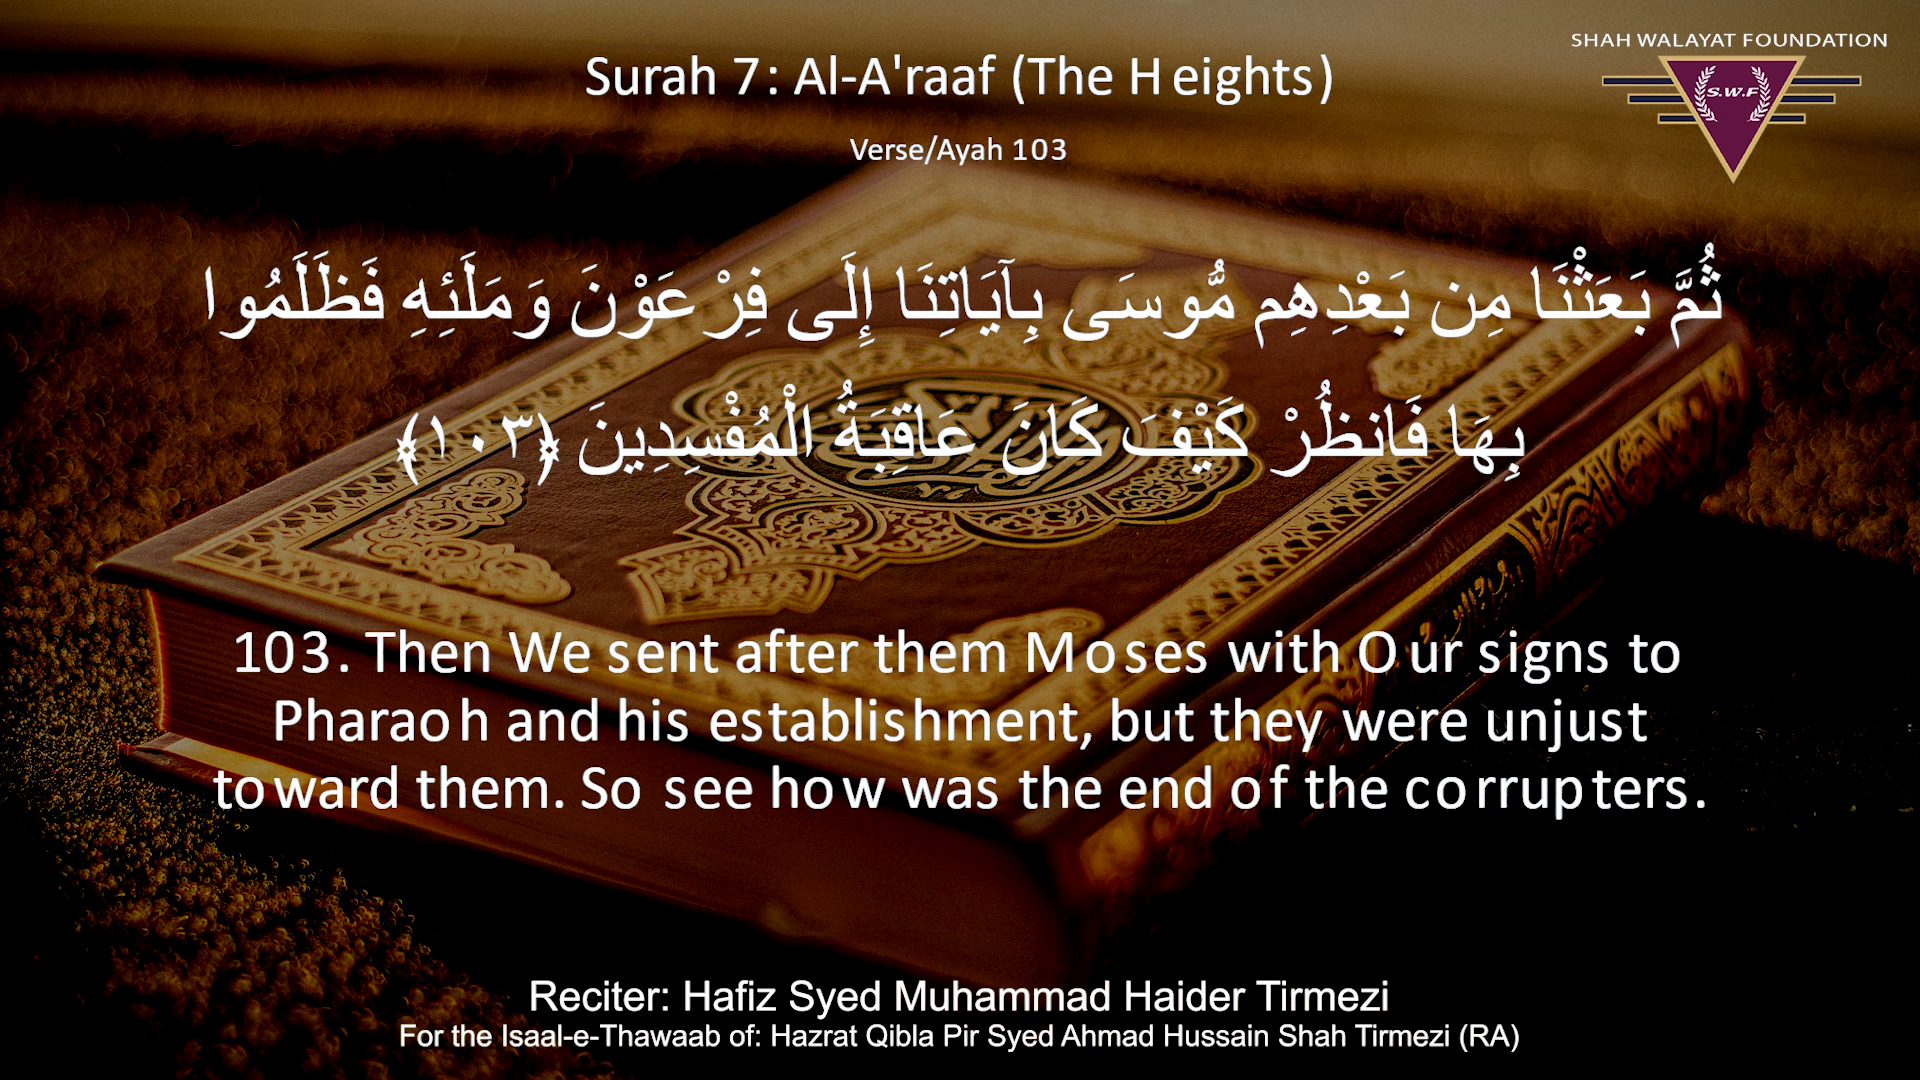 SHAH WALAYAT FOUNDATION
S.W.F
Surah 7: Al-A'raaf (The Heights)
Verse/Ayah 103
ثُمَّ بَعَثْنَا مِن بَعْدِهِم مُّوسَى بِآيَاتِنَا إِلَى فِرْعَوْنَ وَمَلَئِهِ فَظَلَمُوا
بِهَا فَانظُرْ كَيْفَ كَانَ عَاقِبَةُ الْمُفْسِدِينَ ﴿١٠٣﴾
103. Then We sent after them Moses with Our signs to
Pharaoh and his establishment, but they were unjust
toward them. So see how was the end of the corrupters.
Reciter: Hafiz Syed Muhammad Haider Tirmezi
For the Isaal-e-Thawaab of: Hazrat Qibla Pir Syed Ahmad Hussain Shah Tirmezi (RA)